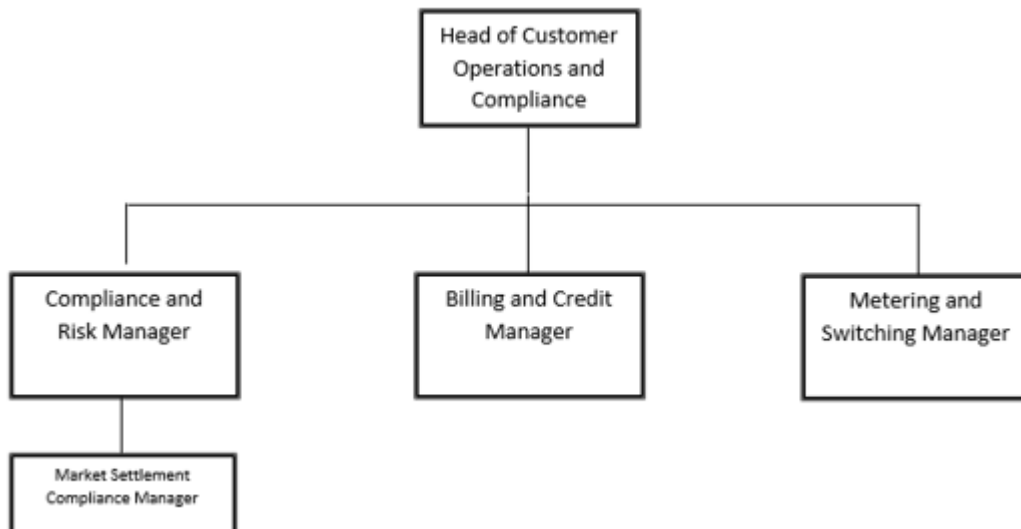 Head of Customer
Operations and
Compliance
Compliance and
Risk Manager
Billing and Credit
Manager
Metering and
Switching Manager
Market Settlement
Compliance Manager